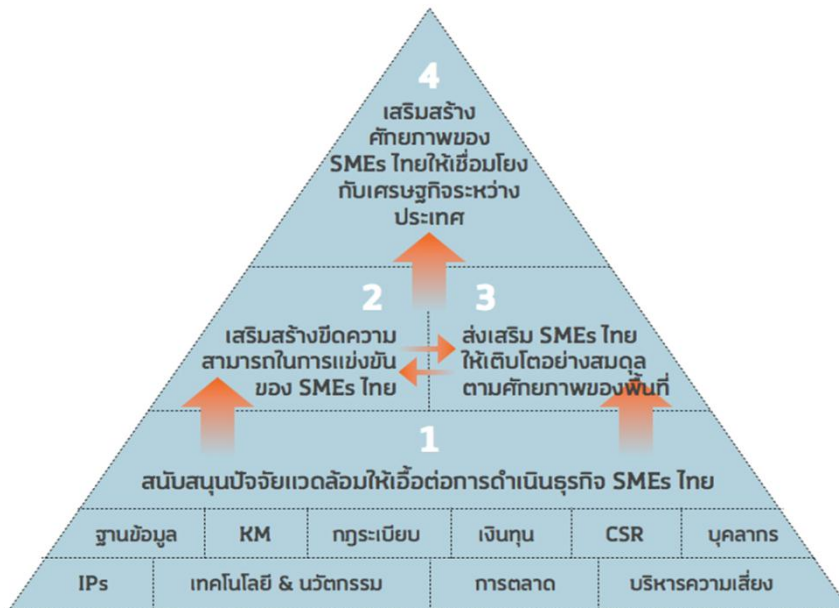 4
เสริมสร้าง
ศักยภาพของ
SMEs ไทยให้เชื่อมโยง
กับเศรษฐกิจระหว่าง
ประเทศ
2
เสริมสร้างขีดความ
สามารถในการแข่งขัน
ของ SMEs ไทย
3
ส่งเสริม SMEs ไทย
ให้เติบโตอย่างสมดุล
ตามศักยภาพของพื้นที่
1
สนับสนุนปัจจัยแวดล้อมให้เอื้อต่อการดำเนินธุรกิจ SMEs ไทย
ฐานข้อมูล KM กฎระเบียบ เงินทุน CSR บุคลากร
IPs เทคโนโลยี & นวัตกรรม การตลาด บริหารความเสี่ยง